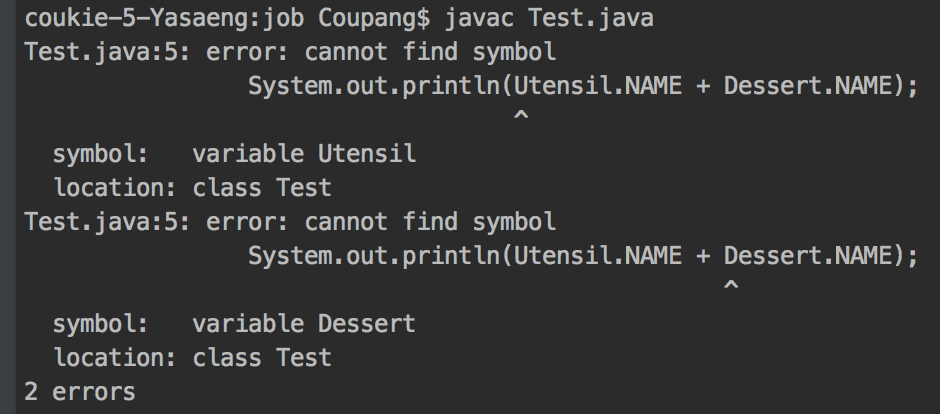 coukie-5-Yasaeng:job Coupang$ javac Test.java
Test.java:5: error: cannot find symbol
                System.out.println(Utensil.NAME + Dessert.NAME);
                                   ^
  symbol:   variable Utensil
  location: class Test
Test.java:5: error: cannot find symbol
                System.out.println(Utensil.NAME + Dessert.NAME);
                                                  ^
  symbol:   variable Dessert
  location: class Test
2 errors